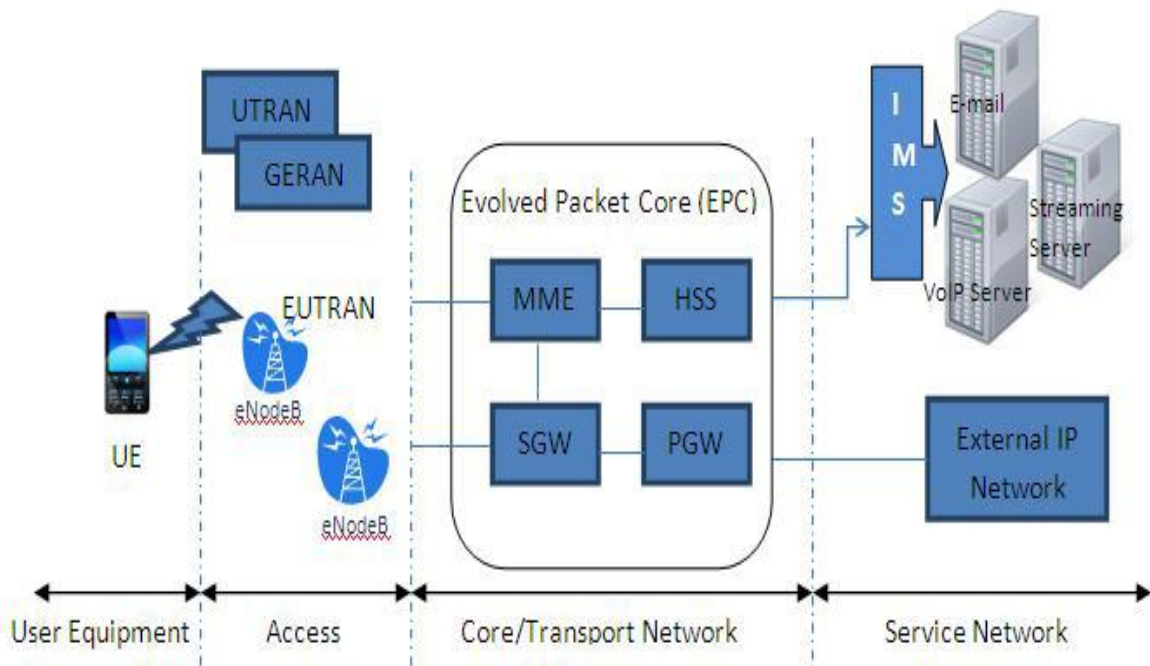 UTRAN
GERAN
EUTRAN
eNodeB
eNodeB
UE
Evolved Packet Core (EPC)
MME
HSS
SGW
PGW
I
M
S
E-mail
Streaming
Server
VoIP Server
External IP
Network
User Equipment
Access
Core/Transport Network
Service Network